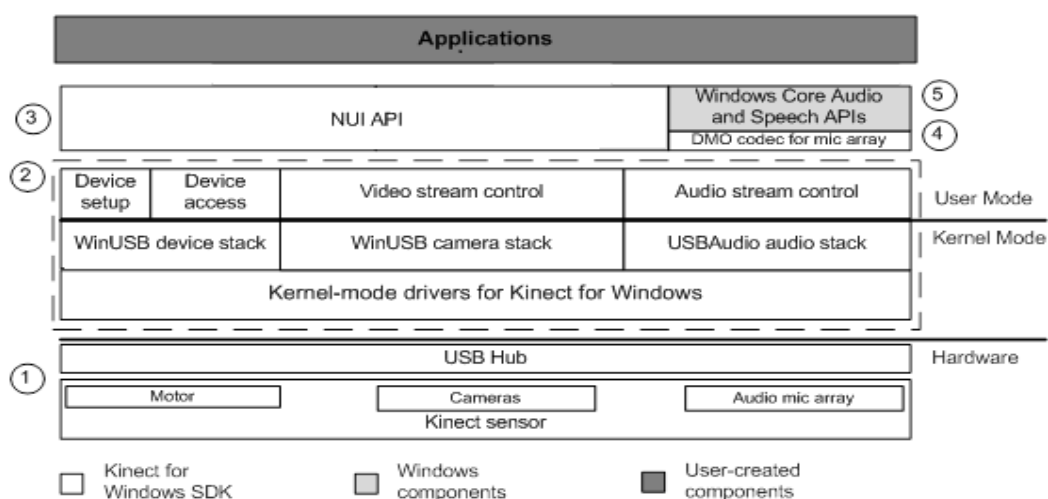 Applications
3
NUI API
Windows Core Audio
and Speech APIs
5
DMO codec for mic array
4
2
Device
setup
Device
access
Video stream control
Audio stream control
User Mode
WinUSB device stack
WinUSB camera stack
USBAudio audio stack
Kernel Mode
Kernel-mode drivers for Kinect for Windows
USB Hub
Hardware
1
Motor
Cameras
Audio mic array
Kinect sensor
Kinect for
Windows SDK
Windows
components
User-created
components